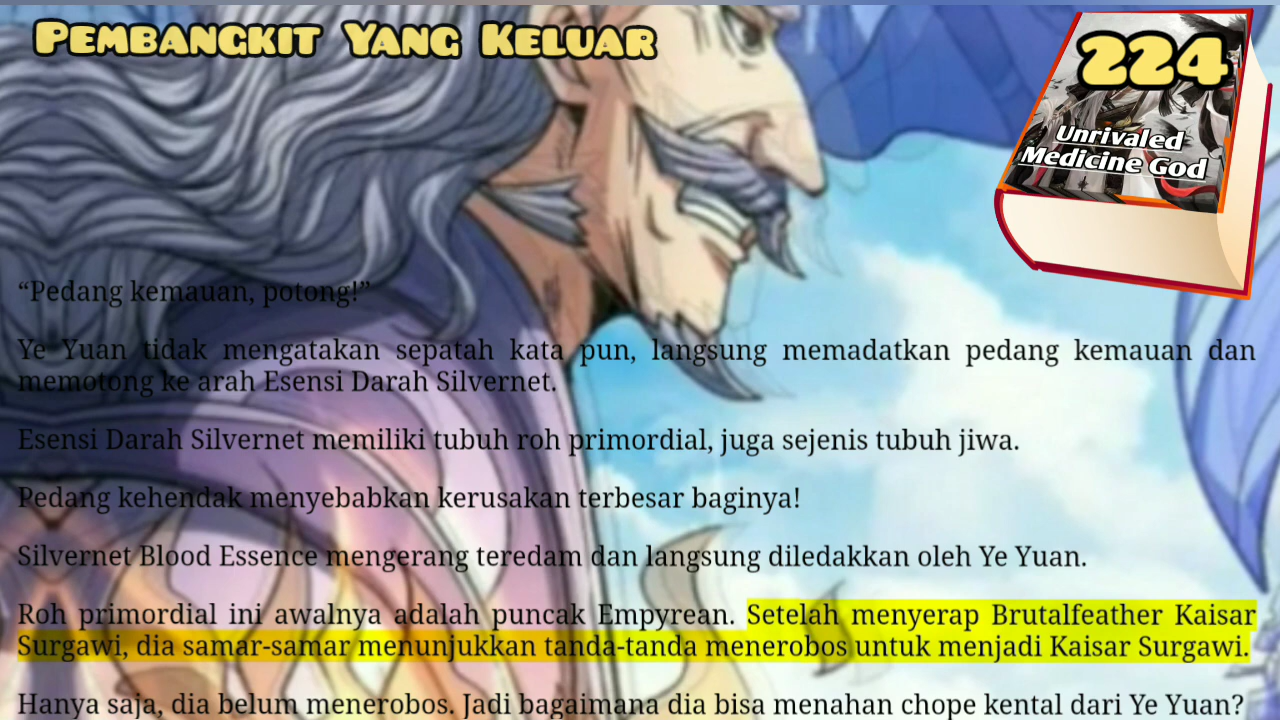 Pembangkit Yang Keluar
224
Unrivaled
Medicine God
“Pedang kemauan, potong!”
Ye Yuan tidak mengatakan sepatah kata pun, langsung memadatkan pedang kemauan dan
memotong ke arah Esensi Darah Silvernet.
Esensi Darah Silvernet memiliki tubuh roh primordial, juga sejenis tubuh jiwa.
Pedang kehendak menyebabkan kerusakan terbesar baginya!
Silvernet Blood Essence mengerang teredam dan langsung diledakkan oleh Ye Yuan.
Roh primordial ini awalnya adalah puncak Empyrean. Setelah menyerap Brutalfeather Kaisar
Surgawi, dia samar-samar menunjukkan tanda-tanda menerobos untuk menjadi Kaisar Surgawi.
Hanya saja, dia belum menerobos. Jadi bagaimana dia bisa menahan chope kental dari Ye Yuan?